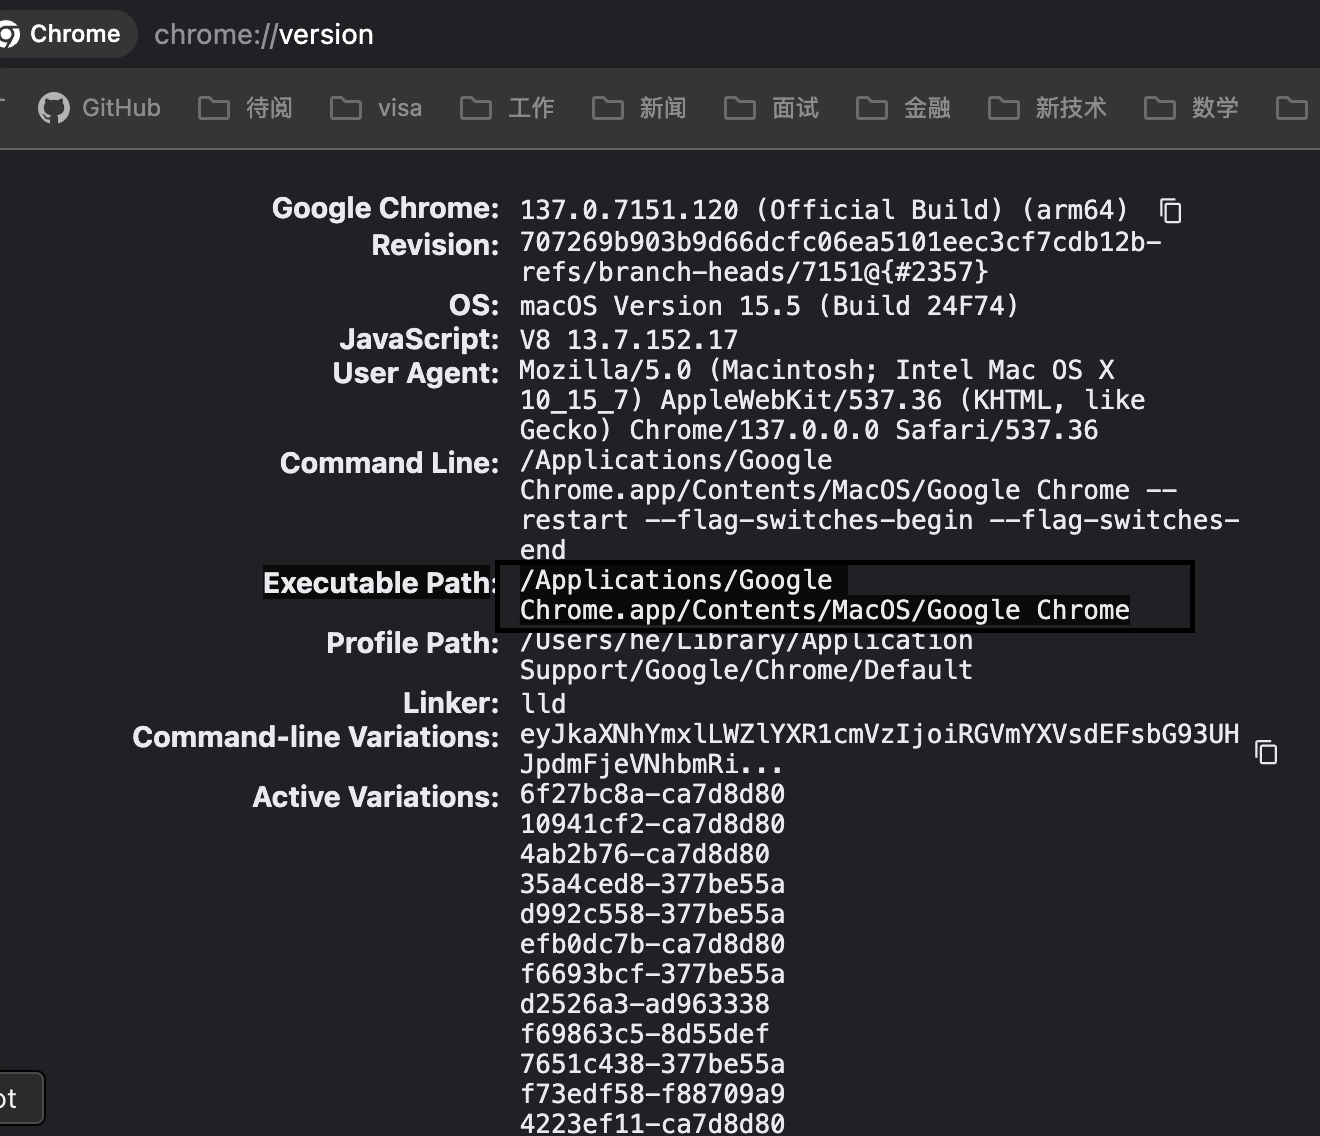 Chrome chrome://version
GitHub 待阅 visa 工作 新闻 面试 金融 新技术 数学
Google Chrome: 137.0.7151.120 (Official Build) (arm64)
Revision: 707269b903b9d66dcfc06ea5101eec3cf7cdb12b-
refs/branch-heads/7151@{#2357}
OS: macOS Version 15.5 (Build 24F74)
JavaScript: V8 13.7.152.17
User Agent: Mozilla/5.0 (Macintosh; Intel Mac OS X
10_15_7) AppleWebKit/537.36 (KHTML, like
Gecko) Chrome/137.0.0.0 Safari/537.36
Command Line: /Applications/Google
Chrome.app/Contents/MacOS/Google Chrome --
restart --flag-switches-begin --flag-switches-
end
Executable Path: /Applications/Google
Chrome.app/Contents/MacOS/Google Chrome
Profile Path: /Users/he/Library/Application
Support/Google/Chrome/Default
Linker: lld
Command-line Variations: eyJkaXNhYmxlLWZlYXR1cmVzIjoiRGVmYXVsdEFsbG93UH
JpdmFjeVNhbmRi...
Active Variations: 6f27bc8a-ca7d8d80
10941cf2-ca7d8d80
4ab2b76-ca7d8d80
35a4ced8-377be55a
d992c558-377be55a
efb0dc7b-ca7d8d80
f6693bcf-377be55a
d2526a3-ad963338
f69863c5-8d55def
7651c438-377be55a
f73edf58-f88709a9
ot
4223ef11-ca7d8d80